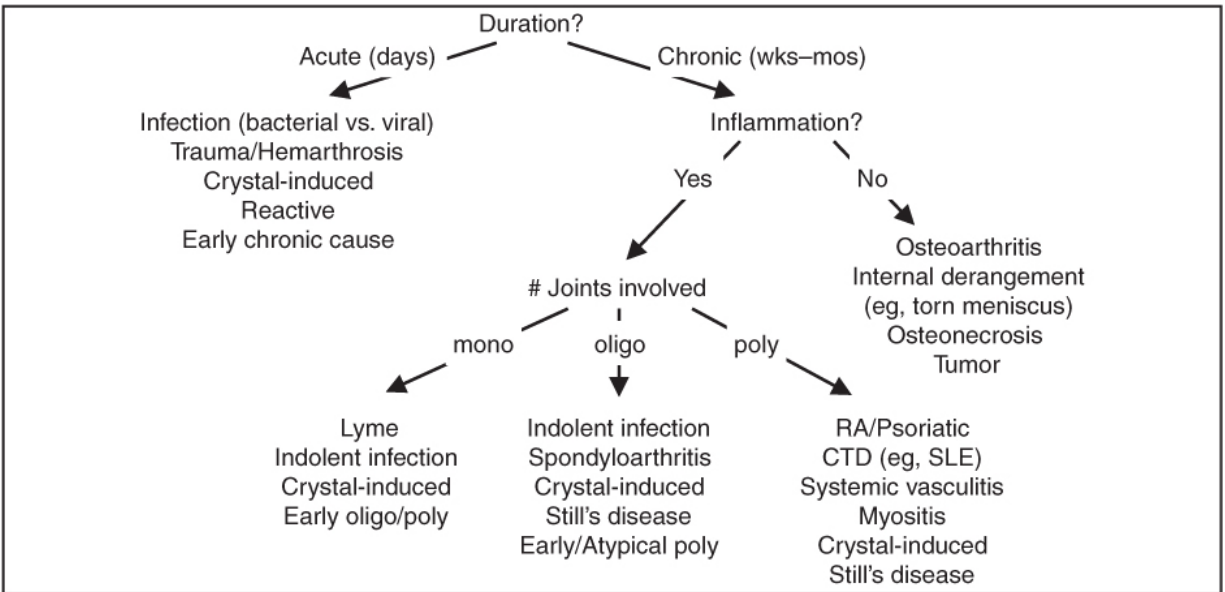 Duration?
Acute (days)
Chronic (wks–mos)
Infection (bacterial vs. viral)
Trauma/Hemarthrosis
Crystal-induced
Reactive
Early chronic cause
Inflammation?
Yes
No
Osteoarthritis
Internal derangement
(eg, torn meniscus)
Osteonecrosis
Tumor
# Joints involved
mono
oligo
poly
Lyme
Indolent infection
Crystal-induced
Early oligo/poly
Indolent infection
Spondyloarthritis
Crystal-induced
Still's disease
Early/Atypical poly
RA/Psoriatic
CTD (eg, SLE)
Systemic vasculitis
Myositis
Crystal-induced
Still's disease